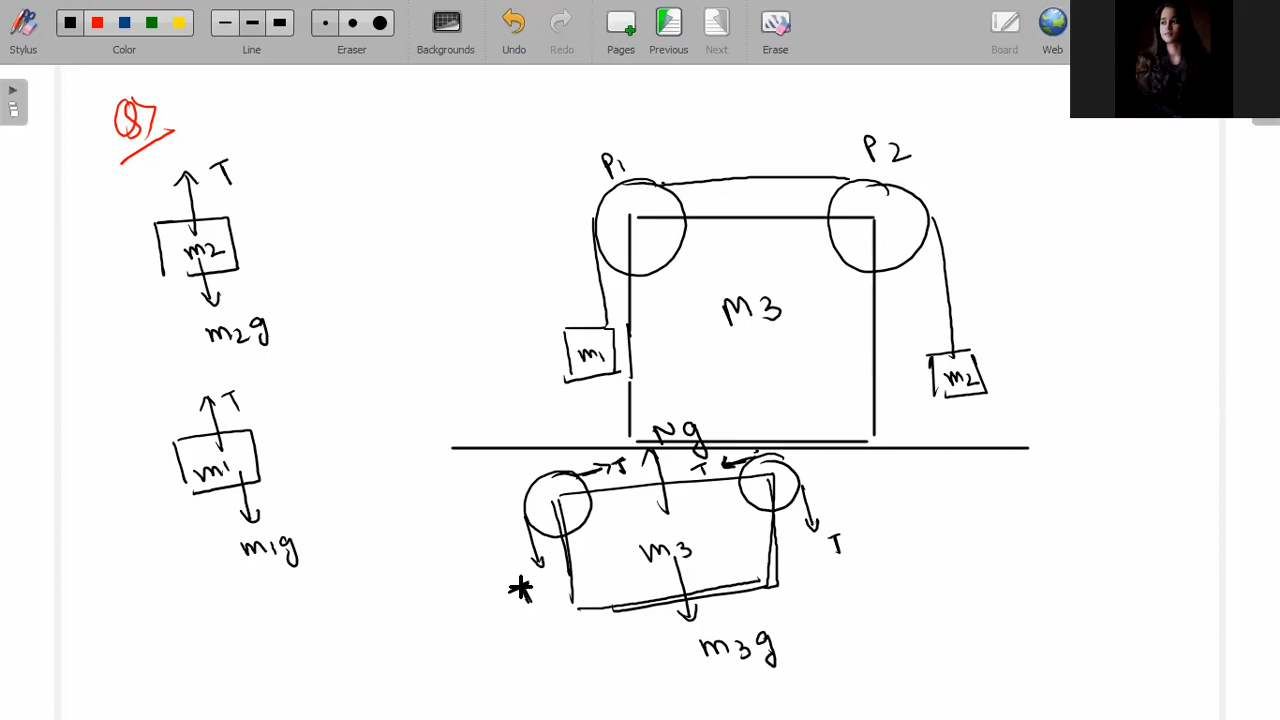 Stylus
Color
Line
Eraser
Backgrounds
Undo
Redo
Pages
Previous
Next
Erase
Board
Web
Q8)
T
m2
m2g
T
m1
m1g
P1
P2
M3
m1
m2
Ng
T
T
m3
T
m3g